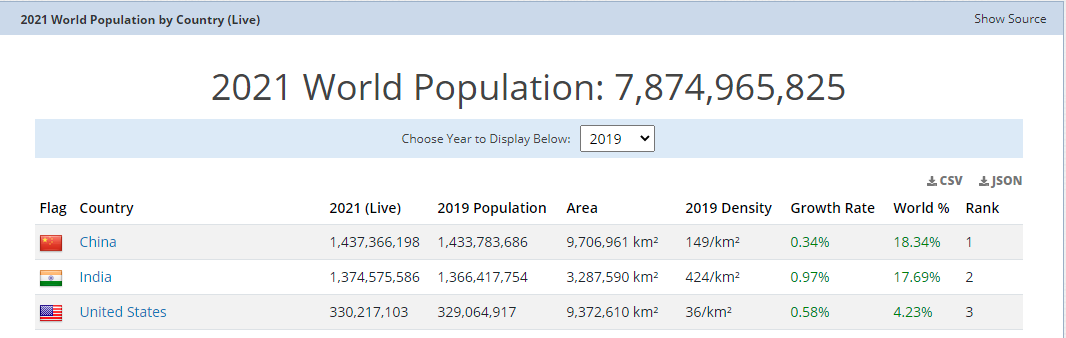 2021 World Population by Country (Live) Show Source
2021 World Population: 7,874,965,825
Choose Year to Display Below: 2019
CSV JSON
Flag Country 2021 (Live) 2019 Population Area 2019 Density Growth Rate World % Rank
China 1,437,366,198 1,433,783,686 9,706,961 km² 149/km² 0.34% 18.34% 1
India 1,374,575,586 1,366,417,754 3,287,590 km² 424/km² 0.97% 17.69% 2
United States 330,217,103 329,064,917 9,372,610 km² 36/km² 0.58% 4.23% 3